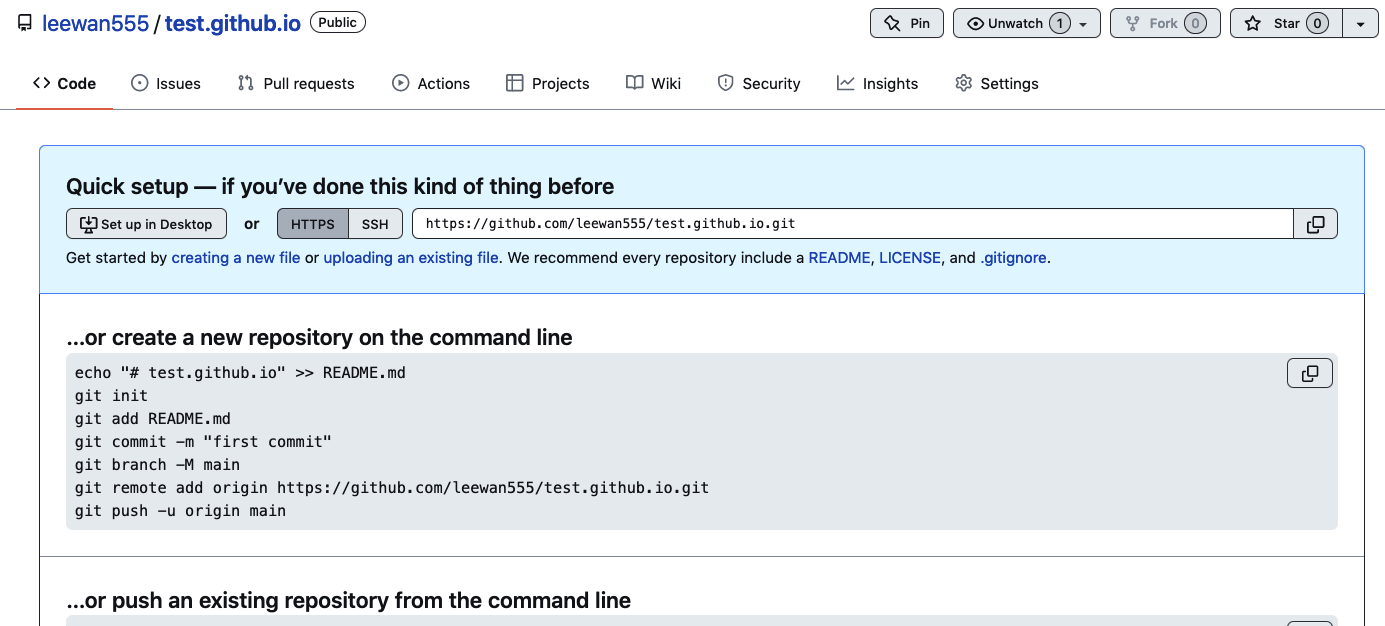 leewan555 / test.github.io Public Pin Unwatch 1 Fork 0 Star 0
Code Issues Pull requests Actions Projects Wiki Security Insights Settings
Quick setup — if you’ve done this kind of thing before
Set up in Desktop or HTTPS SSH https://github.com/leewan555/test.github.io.git
Get started by creating a new file or uploading an existing file. We recommend every repository include a README, LICENSE, and .gitignore.
…or create a new repository on the command line
echo "# test.github.io" >> README.md
git init
git add README.md
git commit -m "first commit"
git branch -M main
git remote add origin https://github.com/leewan555/test.github.io.git
git push -u origin main
…or push an existing repository from the command line